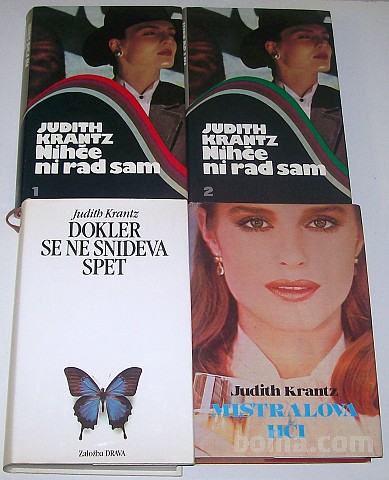 JUDITH
KRANTZ
Nihče
ni rad sam
1
JUDITH
KRANTZ
Nihče
ni rad sam
2
Judith Krantz
DOKLER
SE NE SNIDEVA
SPET
Založba DRAVA
Judith Krantz
MISTRALOVA
HČI
bolha.com